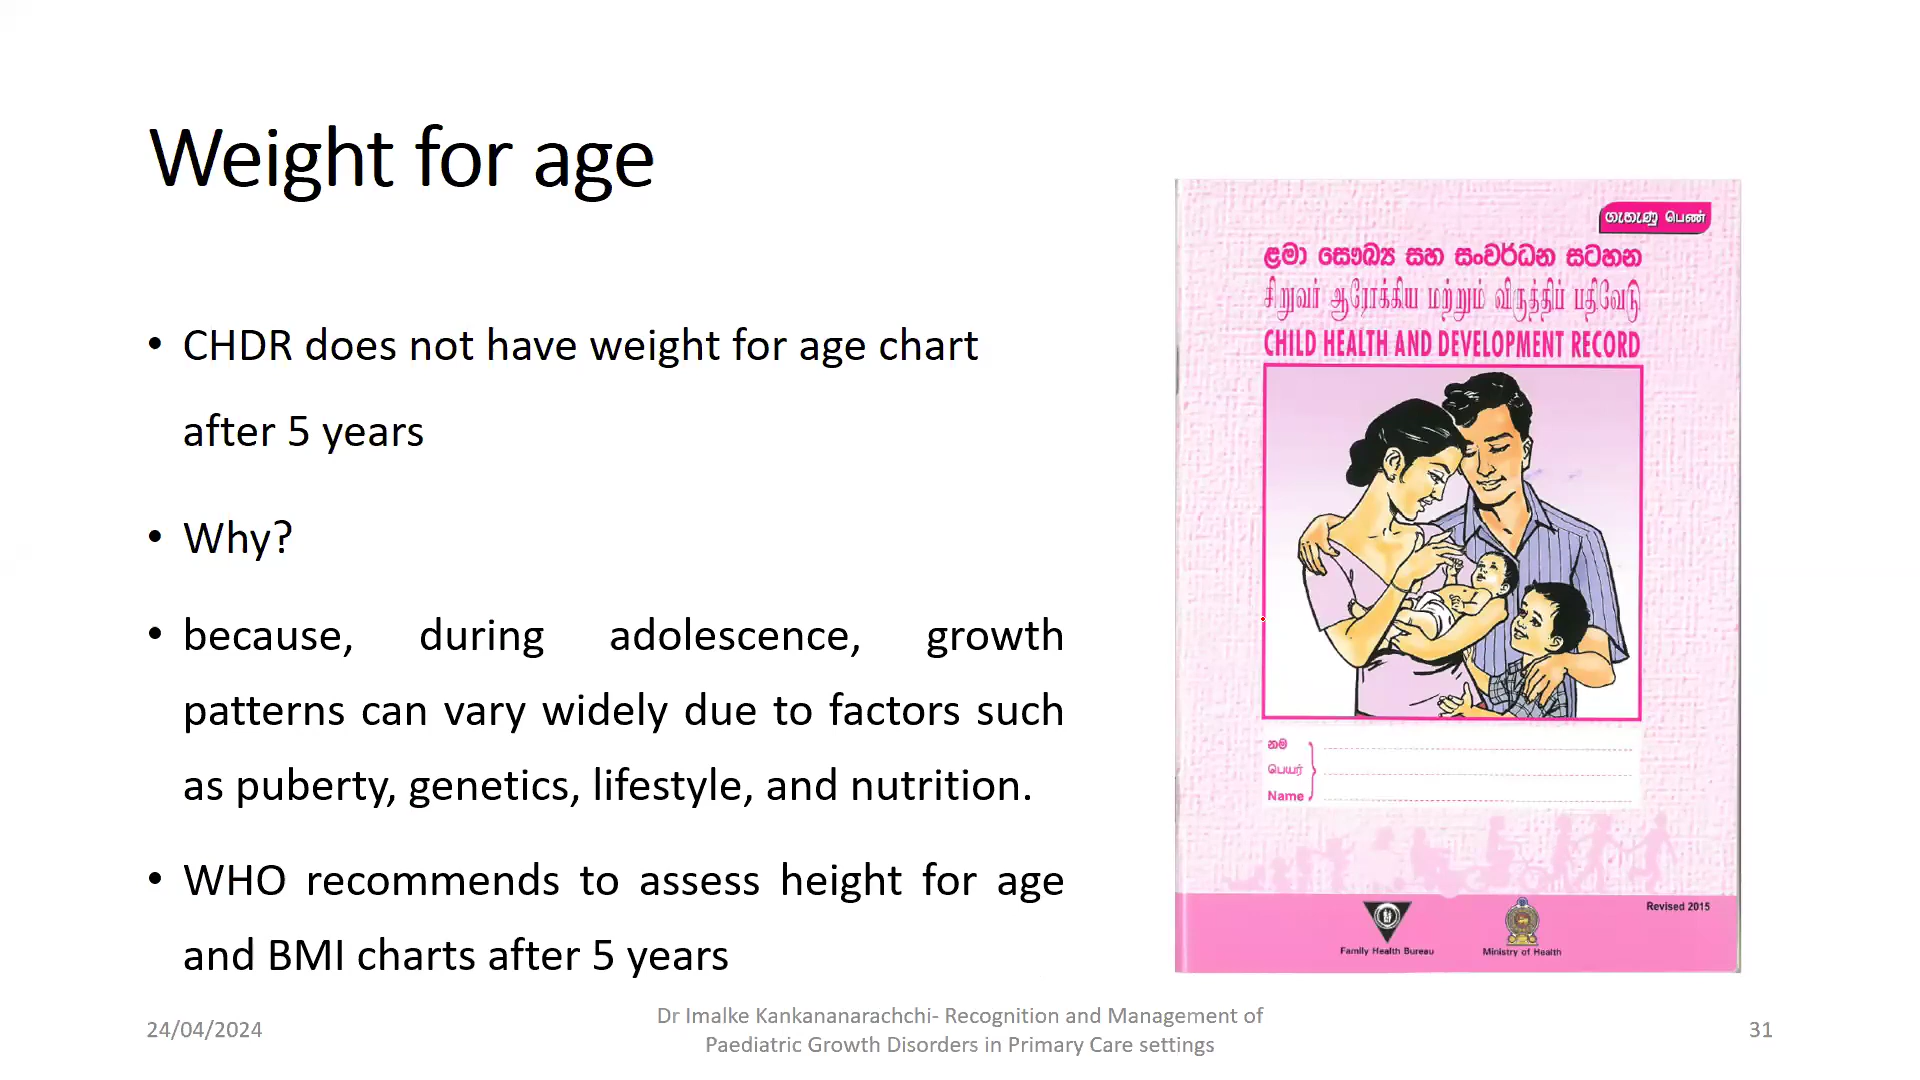 Weight for age
• CHDR does not have weight for age chart
after 5 years
• Why?
• because, during adolescence, growth
patterns can vary widely due to factors such
as puberty, genetics, lifestyle, and nutrition.
• WHO recommends to assess height for age
and BMI charts after 5 years
ගැහැණු பெண்
ළමා සෞඛ්‍ය සහ සංවර්ධන සටහන
சிறுவர் ஆரோக்கிய மற்றும் விருத்திப் பதிவேடு
CHILD HEALTH AND DEVELOPMENT RECORD
නම
பெயர்
Name
Revised 2015
Family Health Bureau
Ministry of Health
24/04/2024
Dr Imalke Kankananarachchi- Recognition and Management of
Paediatric Growth Disorders in Primary Care settings
31